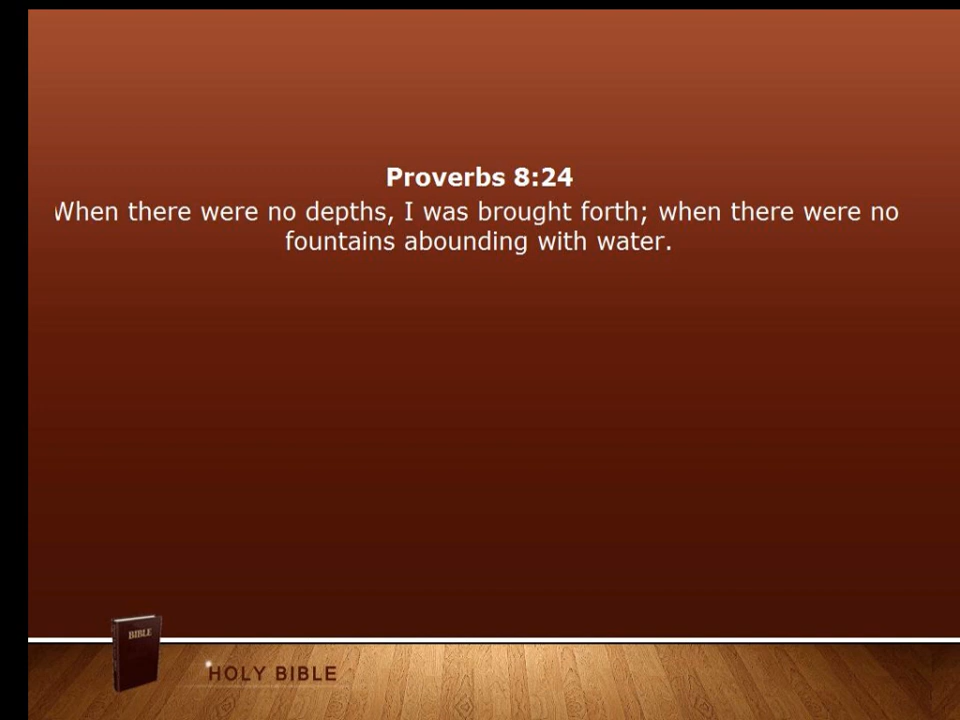 Proverbs 8:24
When there were no depths, I was brought forth; when there were no
fountains abounding with water.
BIBLE
HOLY BIBLE